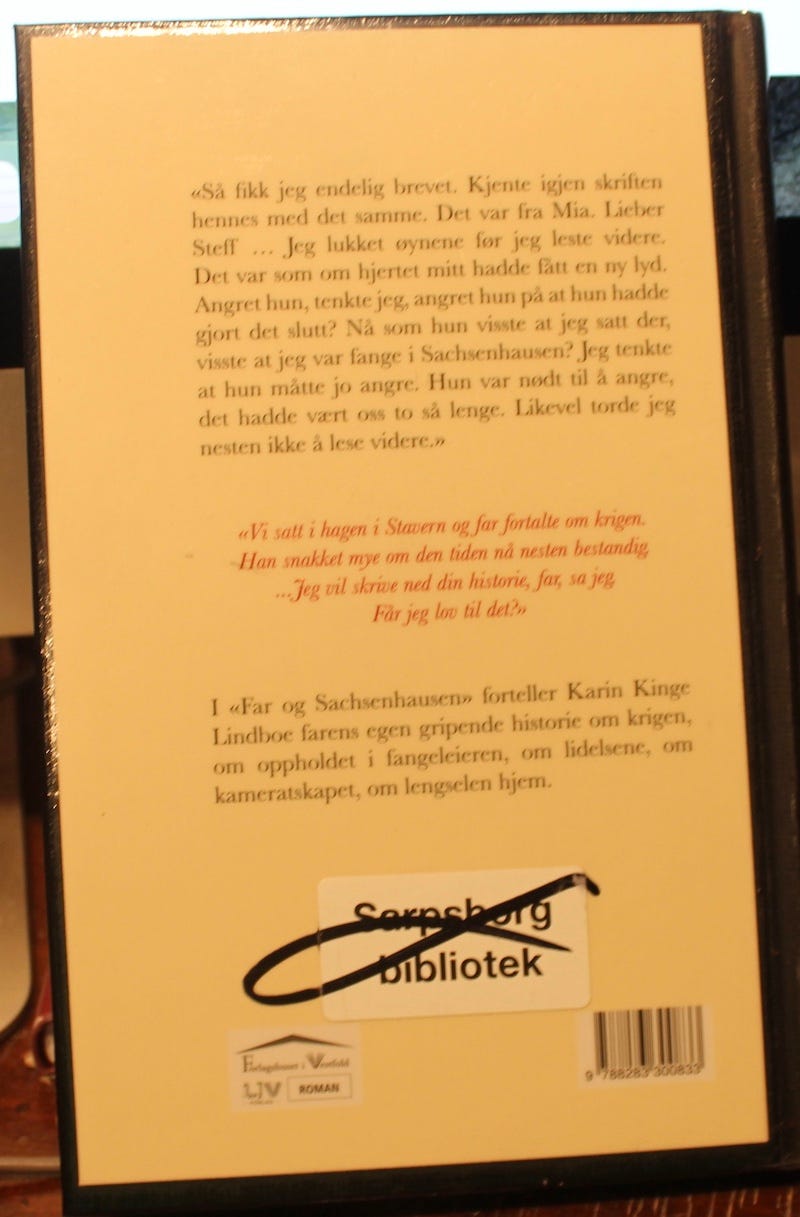 «Så fikk jeg endelig brevet. Kjente igjen skriften
hennes med det samme. Det var fra Mia. Lieber
Steff ... Jeg lukket øynene før jeg leste videre.
Det var som om hjertet mitt hadde fått en ny lyd.
Angret hun, tenkte jeg, angret hun på at hun hadde
gjort det slutt? Nå som hun visste at jeg satt der,
visste at jeg var fange i Sachsenhausen? Jeg tenkte
at hun måtte jo angre. Hun var nødt til å angre,
det hadde vært oss to så lenge. Likevel torde jeg
nesten ikke å lese videre.»
«Vi satt i hagen i Stavern og far fortalte om krigen.
Han snakket mye om den tiden nå nesten bestandig.
...Jeg vil skrive ned din historie, far, sa jeg.
Får jeg lov til det?»
I «Far og Sachsenhausen» forteller Karin Kinge
Lindboe farens egen gripende historie om krigen,
om oppholdet i fangeleieren, om lidelsene, om
kameratskapet, om lengselen hjem.
Sarpsborg
bibliotek
Forlagshuset i Vestfold
LIV
ROMAN
9 788283 300833